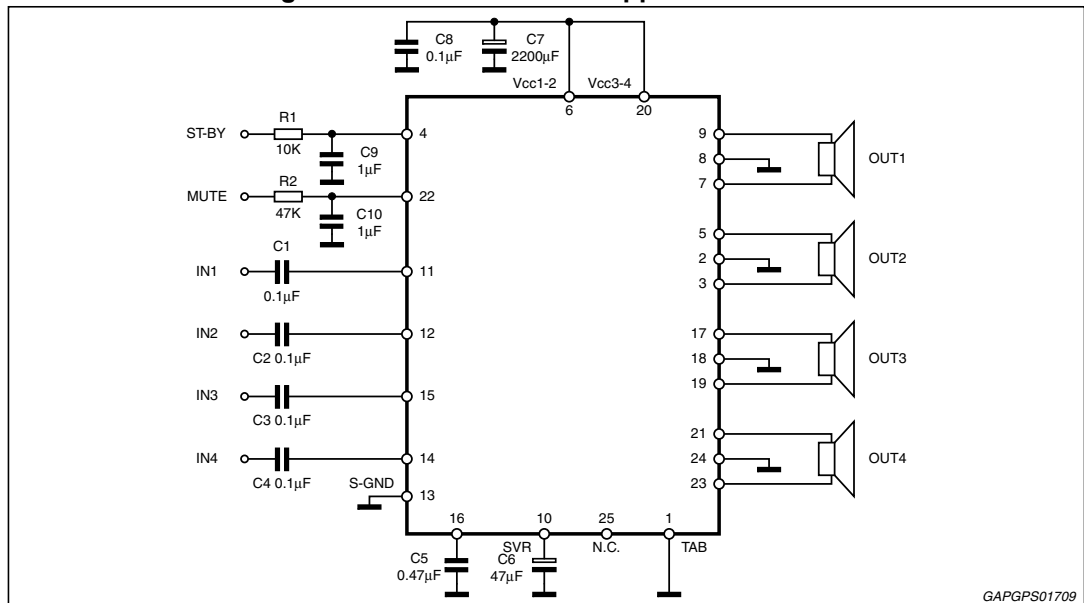 C8
0.1µF
C7
2200µF
Vcc1-2
Vcc3-4
6
20
ST-BY
R1
10K
4
C9
1µF
MUTE
R2
47K
22
C10
1µF
IN1
C1
0.1µF
11
IN2
C2 0.1µF
12
IN3
C3 0.1µF
15
IN4
C4 0.1µF
14
S-GND
13
16
10
25
1
SVR
N.C.
TAB
C5
0.47µF
C6
47µF
9
8
7
OUT1
5
2
3
OUT2
17
18
19
OUT3
21
24
23
OUT4
GAPGPS01709